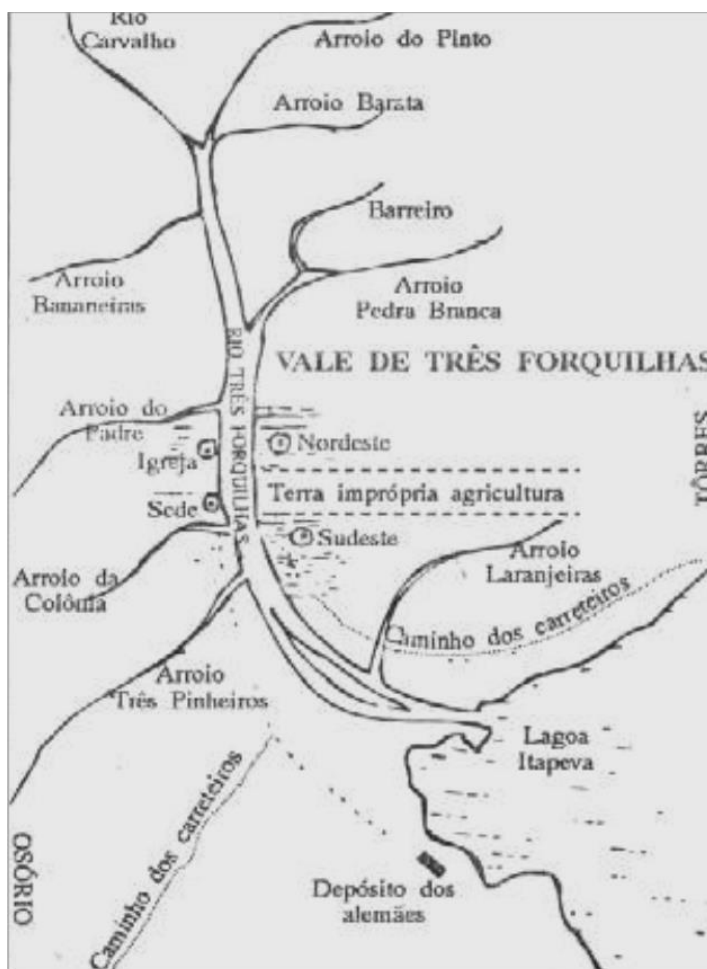 Rio
Carvalho
Arroio do Pinto
Arroio Barata
Barreiro
Arroio
Bananeiras
Arroio
Pedra Branca
RIO TRÊS FORQUILHAS
VALE DE TRÊS FORQUILHAS
Arroio do
Padre
Igreja
Nordeste
TÔRRES
Terra imprópria agricultura
Sede
Sudeste
Arroio
Laranjeiras
Arroio da
Colônia
Caminho dos carreteiros
Arroio
Três Pinheiros
Lagoa
Itapeva
Caminho dos carreteiros
OSÓRIO
Depósito dos
alemães